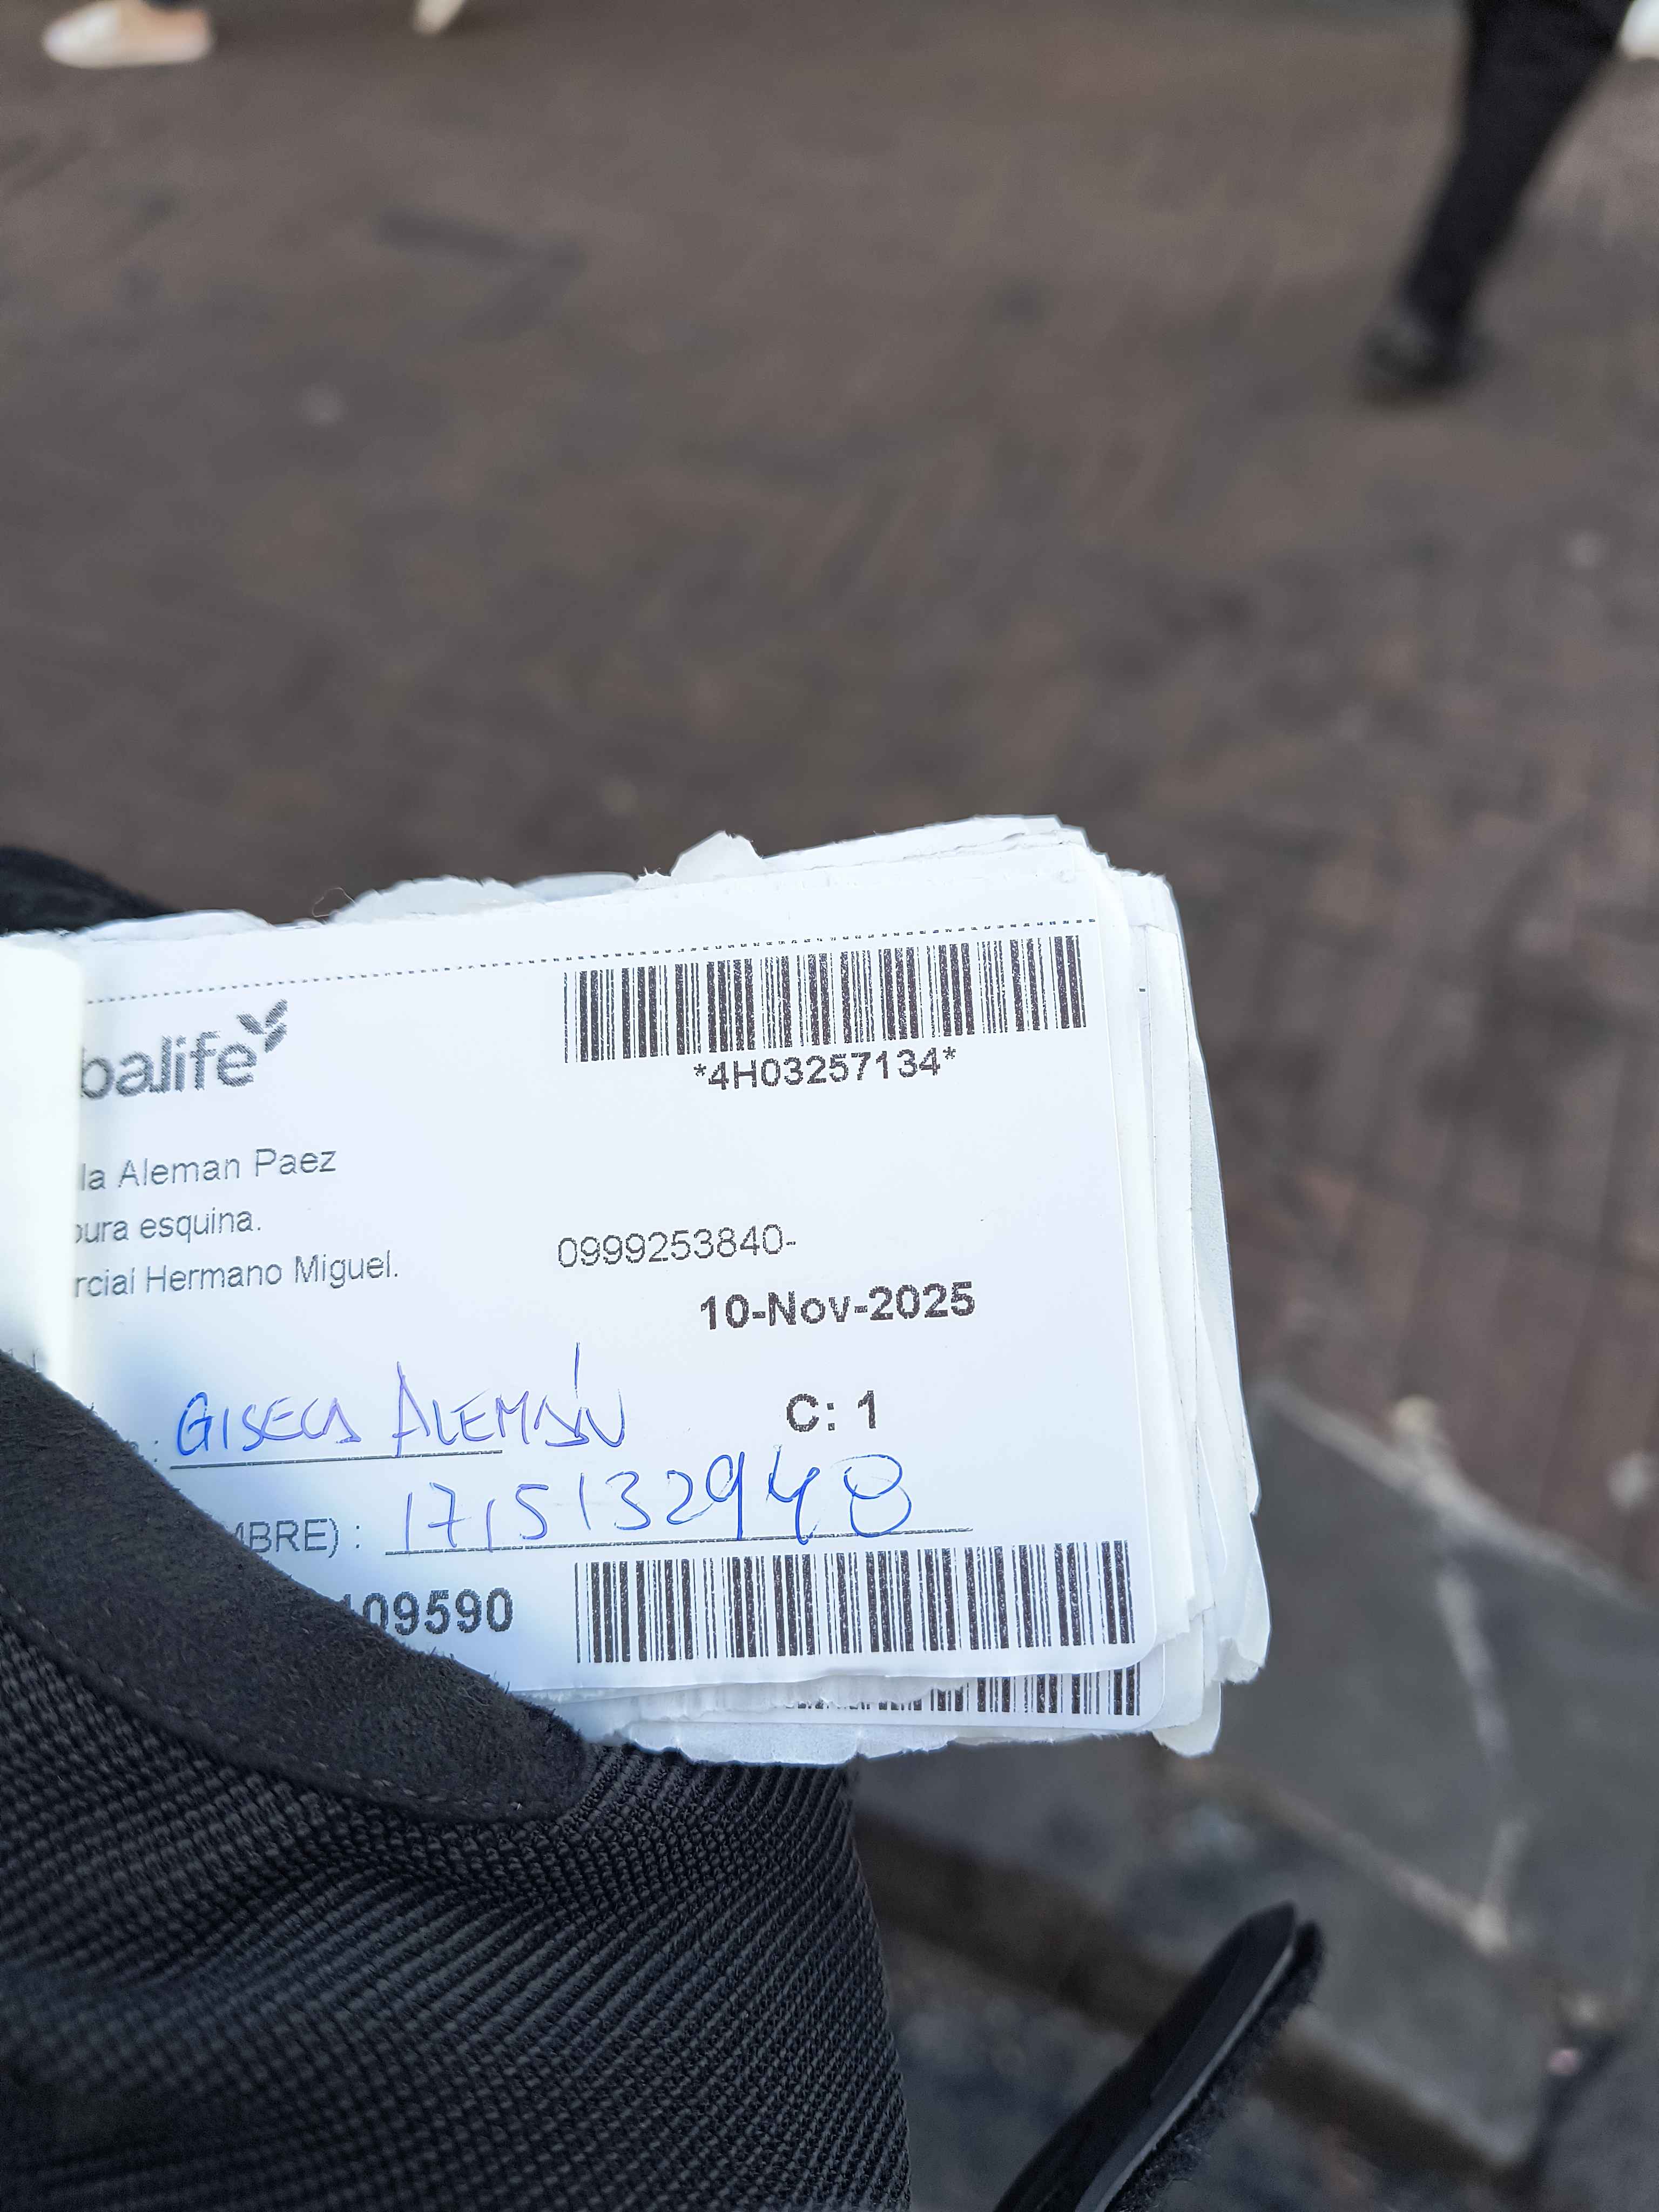 balife
*4H03257134*
la Aleman Paez
ura esquina.
0999253840-
rcial Hermano Miguel.
10-Nov-2025
GISELA ALEMÁN
C: 1
MBRE) : 1715132948
109590